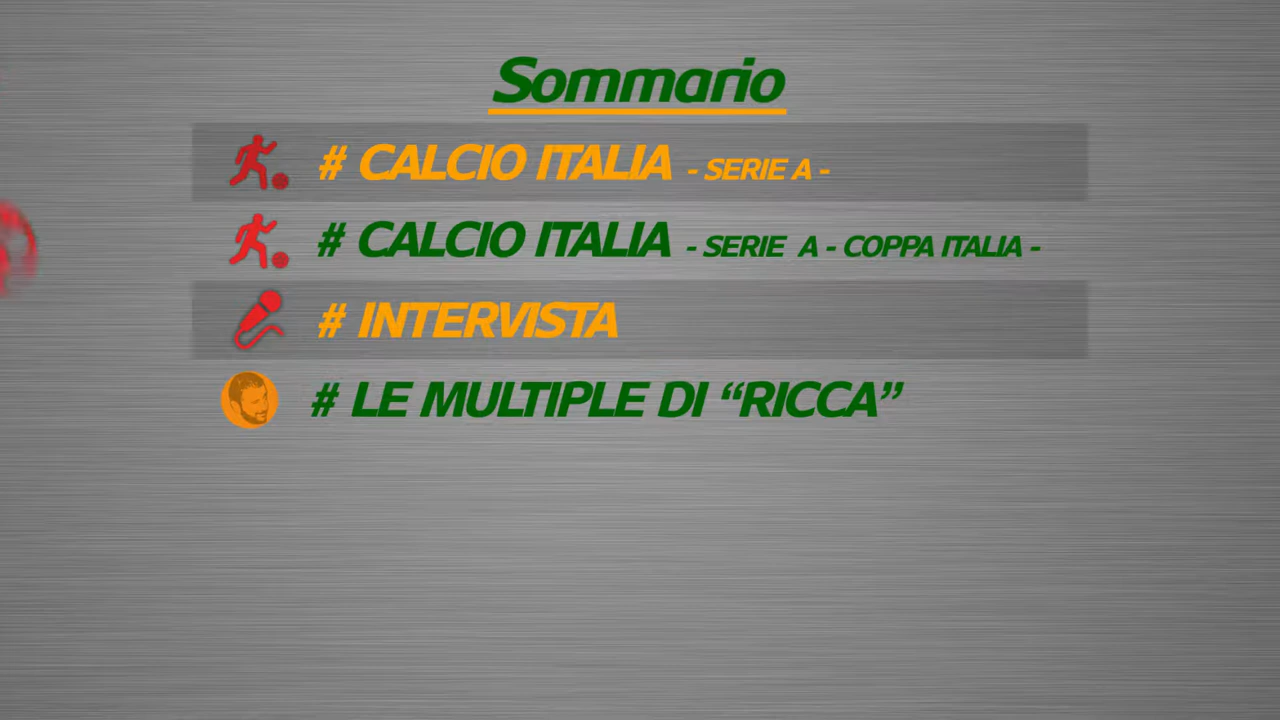 Sommario
# CALCIO ITALIA - SERIE A -
# CALCIO ITALIA - SERIE A - COPPA ITALIA -
# INTERVISTA
# LE MULTIPLE DI “RICCA”